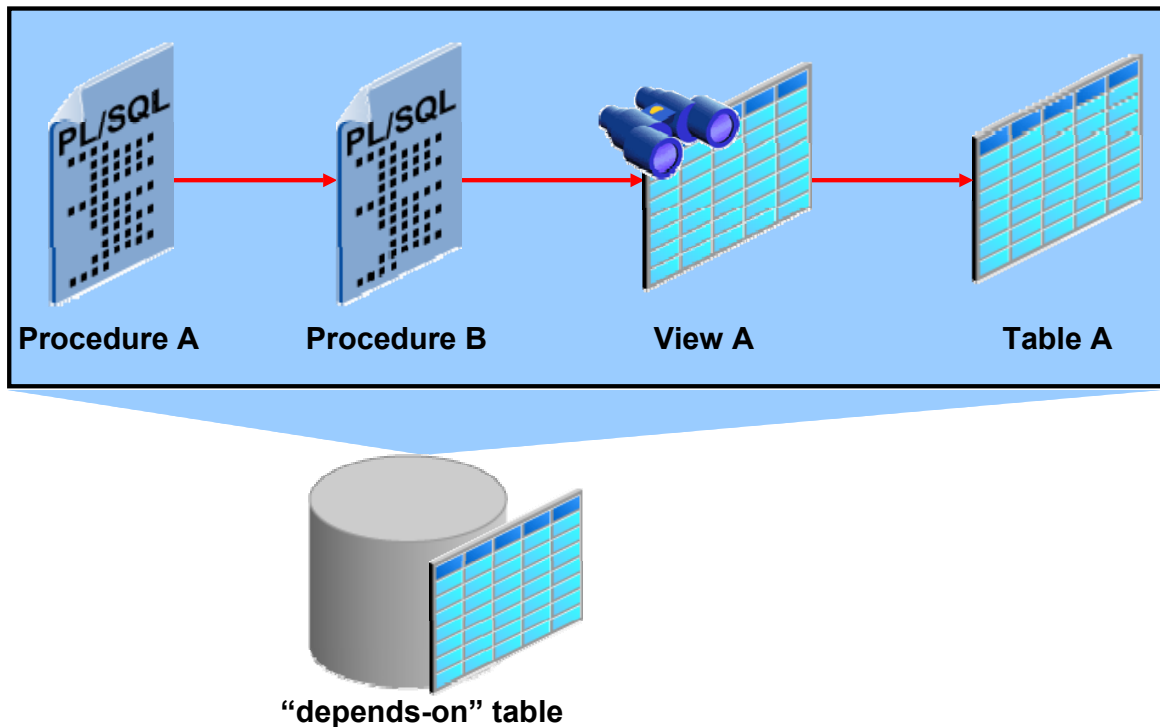 PL/SQL
PL/SQL
Procedure A
Procedure B
View A
Table A
“depends-on” table